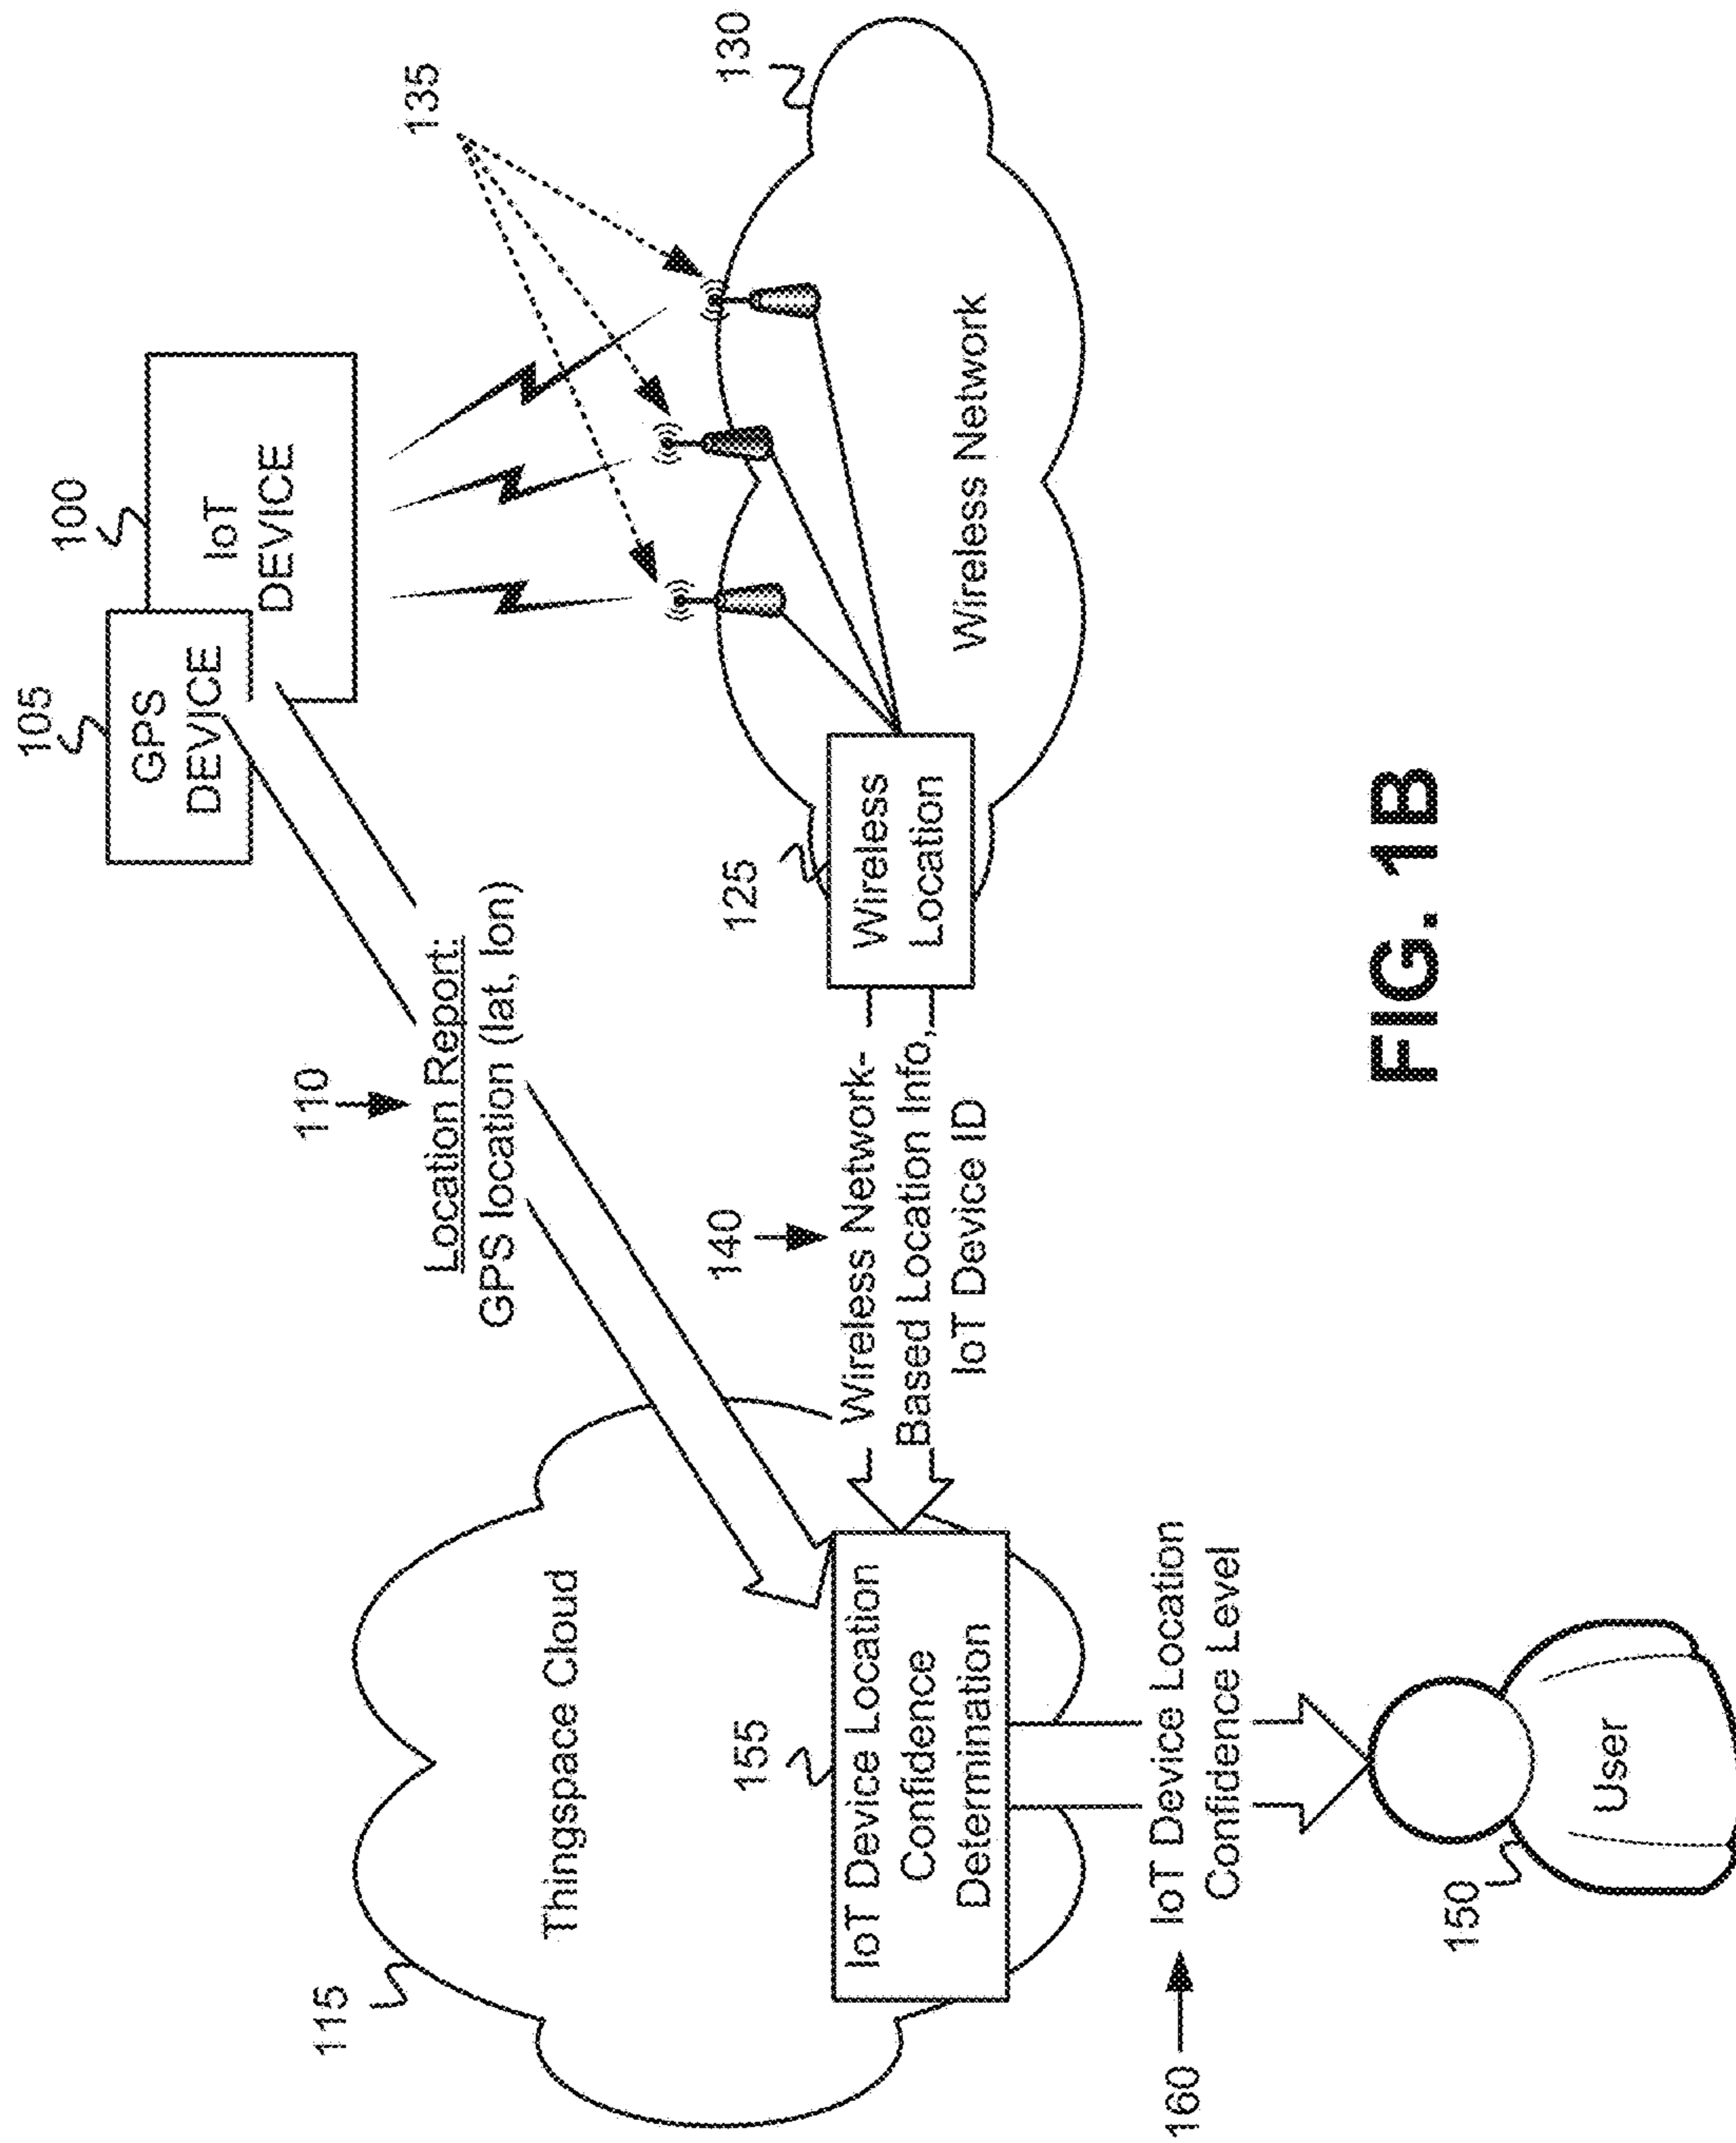 105
100
GPS
DEVICE
IoT
DEVICE
110
Location Report:
GPS location (lat, lon)
135
115
Thingspace Cloud
130
140
125
155
Wireless Network-
Based Location Info,
IoT Device ID
Wireless
Location
Wireless Network
IoT Device Location
Confidence
Determination
160
IoT Device Location
Confidence Level
150
User
FIG. 1B